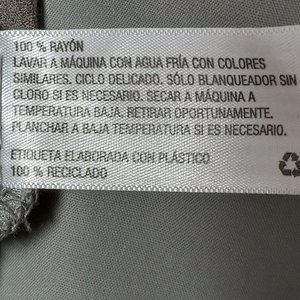 100 % RAYÓN
LAVAR A MÁQUINA CON AGUA FRÍA CON COLORES
SIMILARES. CICLO DELICADO. SÓLO BLANQUEADOR SIN
CLORO SI ES NECESARIO. SECAR A MÁQUINA A
TEMPERATURA BAJA. RETIRAR OPORTUNAMENTE.
PLANCHAR A BAJA TEMPERATURA SI ES NECESARIO.
ETIQUETA ELABORADA CON PLÁSTICO
100 % RECICLADO